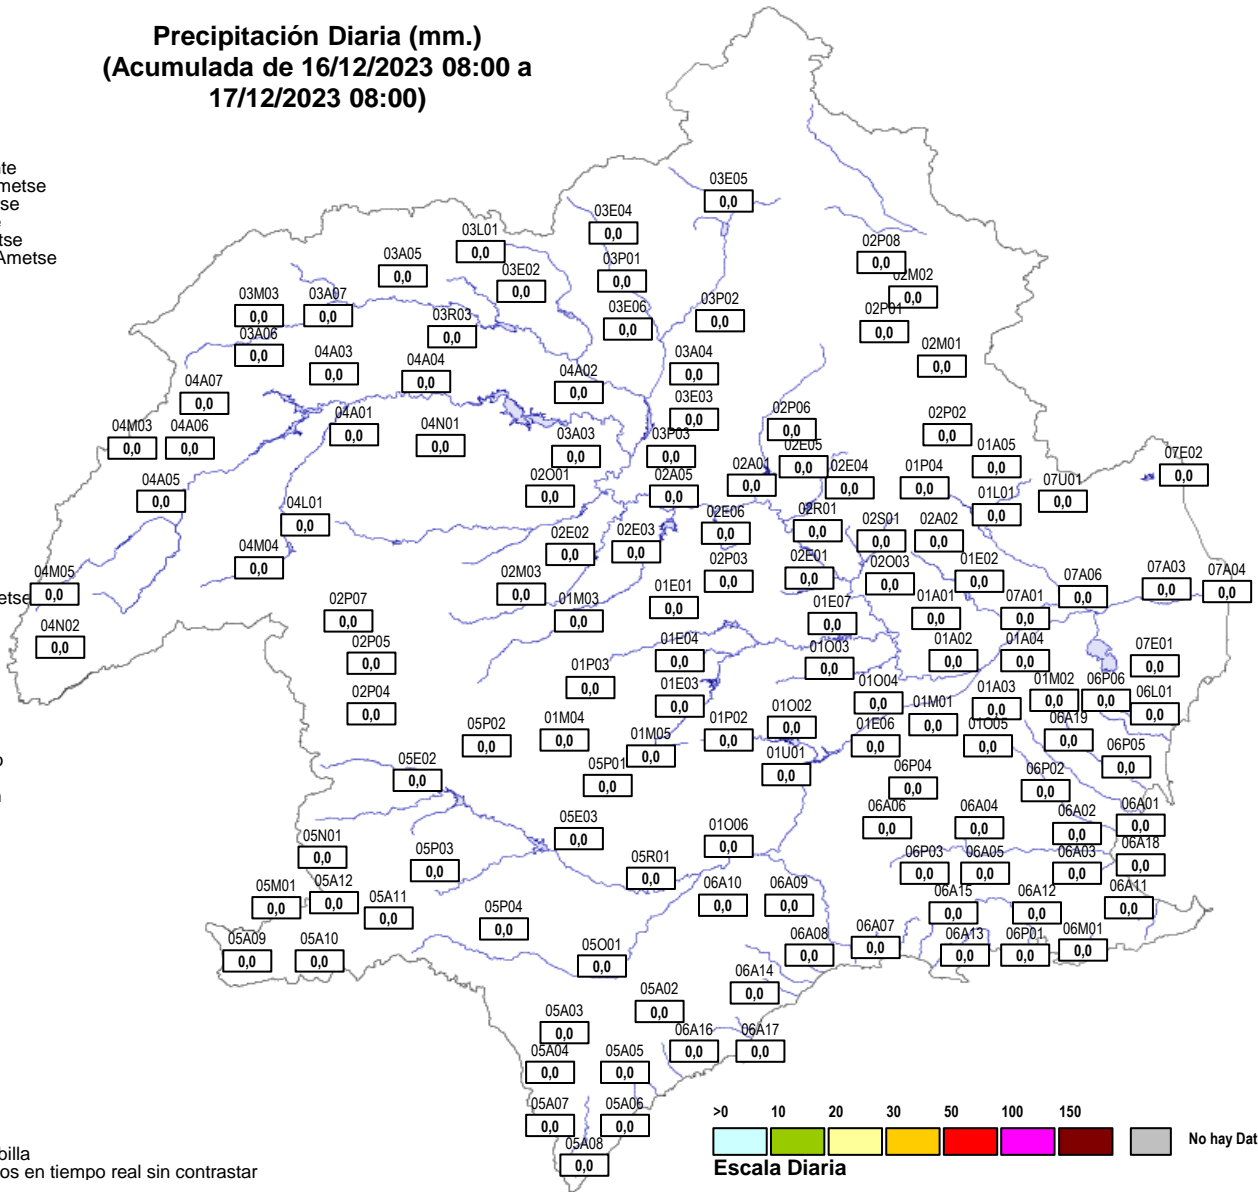 Precipitación Diaria (mm.)
(Acumulada de 16/12/2023 08:00 a
17/12/2023 08:00)
nte
metse
se
e
tse
Ametse
03E05
0,0
03E04
0,0
03L01
0,0
03A05
0,0
03P01
0,0
03E02
0,0
02P08
0,0
02M02
0,0
03M03
0,0
03A07
0,0
03R03
0,0
03E06
0,0
03P02
0,0
02P01
0,0
03A06
0,0
04A03
0,0
04A04
0,0
04A02
0,0
03A04
0,0
02M01
0,0
04A07
0,0
03E03
0,0
04A01
0,0
04N01
0,0
02P06
0,0
02P02
0,0
04M03
0,0
04A06
0,0
03A03
0,0
03P03
0,0
02E05
0,0
01A05
0,0
07E02
0,0
04A05
0,0
02O01
0,0
02A05
0,0
02A01
0,0
02E04
0,0
01P04
0,0
07U01
0,0
01L01
0,0
04L01
0,0
02E06
0,0
02R01
0,0
02S01
0,0
02A02
0,0
02E02
0,0
02E03
0,0
04M04
0,0
02P03
0,0
02E01
0,0
02O03
0,0
01E02
0,0
04M05
0,0
etse
02M03
0,0
07A06
0,0
07A03
0,0
07A04
0,0
02P07
0,0
01M03
0,0
01E01
0,0
01E07
0,0
01A01
0,0
07A01
0,0
04N02
0,0
02P05
0,0
01E04
0,0
01O03
0,0
01A02
0,0
01A04
0,0
07E01
0,0
01P03
0,0
01E03
0,0
01O04
0,0
01A03
0,0
01M02
0,0
06P06
0,0
06L01
0,0
02P04
0,0
05P02
0,0
01M04
0,0
01M05
0,0
01P02
0,0
01O02
0,0
01E06
0,0
01M01
0,0
01O05
0,0
06A19
0,0
o
05E02
0,0
05P01
0,0
01U01
0,0
06P04
0,0
06P02
0,0
06P05
0,0
05E03
0,0
01O06
0,0
06A06
0,0
06A04
0,0
06A02
0,0
06A01
0,0
05N01
0,0
05P03
0,0
05R01
0,0
06P03
0,0
06A05
0,0
06A03
0,0
06A18
0,0
05M01
0,0
05A12
0,0
05A11
0,0
06A10
0,0
06A09
0,0
06A15
0,0
06A12
0,0
06A11
0,0
05P04
0,0
05A09
0,0
05A10
0,0
05O01
0,0
06A08
0,0
06A07
0,0
06A13
0,0
06P01
0,0
06M01
0,0
06A14
0,0
05A02
0,0
05A03
0,0
06A16
0,0
06A17
0,0
05A04
0,0
05A05
0,0
05A07
0,0
05A06
0,0
05A08
0,0
>0 10 20 30 50 100 150
No hay Dat
Escala Diaria
billa
os en tiempo real sin contrastar